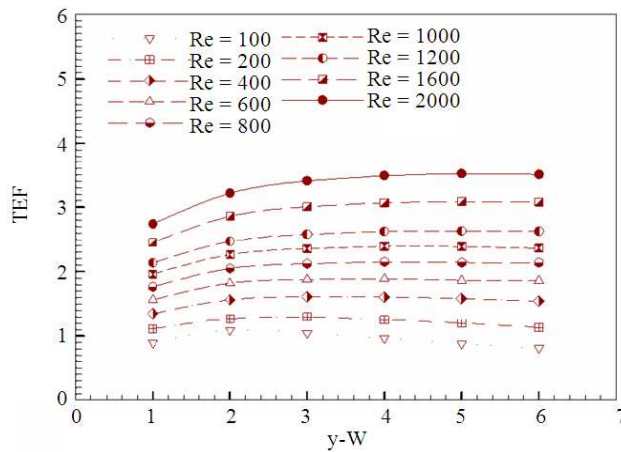 6
5
4
3
2
1
0
TEF
Re = 100
Re = 200
Re = 400
Re = 600
Re = 800
Re = 1000
Re = 1200
Re = 1600
Re = 2000
0 1 2 3 4 5 6 7
y-W